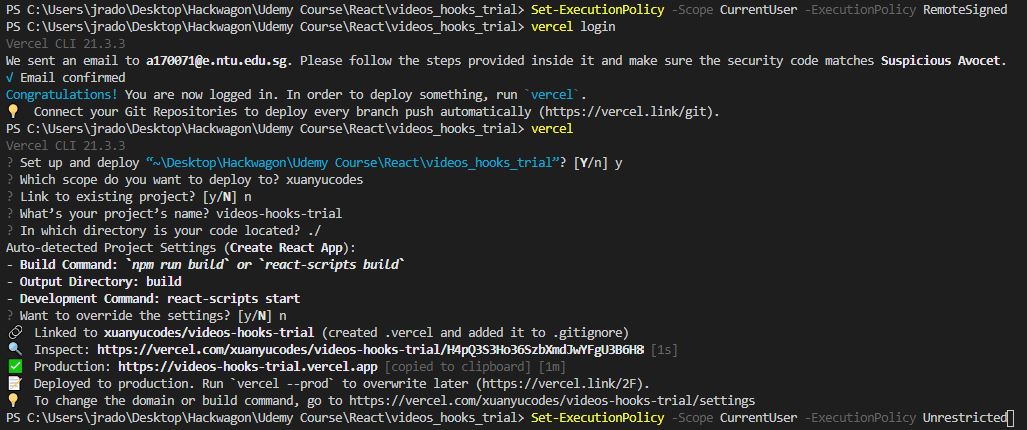 PS C:\Users\jrado\Desktop\Hackwagon\Udemy Course\React\videos_hooks_trial> Set-ExecutionPolicy -Scope CurrentUser -ExecutionPolicy RemoteSigned
PS C:\Users\jrado\Desktop\Hackwagon\Udemy Course\React\videos_hooks_trial> vercel login
Vercel CLI 21.3.3
We sent an email to a170071@e.ntu.edu.sg. Please follow the steps provided inside it and make sure the security code matches Suspicious Avocet.
√ Email confirmed
Congratulations! You are now logged in. In order to deploy something, run `vercel`.
💡 Connect your Git Repositories to deploy every branch push automatically (https://vercel.link/git).
PS C:\Users\jrado\Desktop\Hackwagon\Udemy Course\React\videos_hooks_trial> vercel
Vercel CLI 21.3.3
? Set up and deploy “~\Desktop\Hackwagon\Udemy Course\React\videos_hooks_trial”? [Y/n] y
? Which scope do you want to deploy to? xuanyucodes
? Link to existing project? [y/N] n
? What’s your project’s name? videos-hooks-trial
? In which directory is your code located? ./
Auto-detected Project Settings (Create React App):
- Build Command: `npm run build` or `react-scripts build`
- Output Directory: build
- Development Command: react-scripts start
? Want to override the settings? [y/N] n
🔗 Linked to xuanyucodes/videos-hooks-trial (created .vercel and added it to .gitignore)
🔍 Inspect: https://vercel.com/xuanyucodes/videos-hooks-trial/H4pQ3S3Ho36SzbXmdJwYFgU3B6H8 [1s]
✅ Production: https://videos-hooks-trial.vercel.app [copied to clipboard] [1m]
📝 Deployed to production. Run `vercel --prod` to overwrite later (https://vercel.link/2F).
💡 To change the domain or build command, go to https://vercel.com/xuanyucodes/videos-hooks-trial/settings
PS C:\Users\jrado\Desktop\Hackwagon\Udemy Course\React\videos_hooks_trial> Set-ExecutionPolicy -Scope CurrentUser -ExecutionPolicy Unrestricted